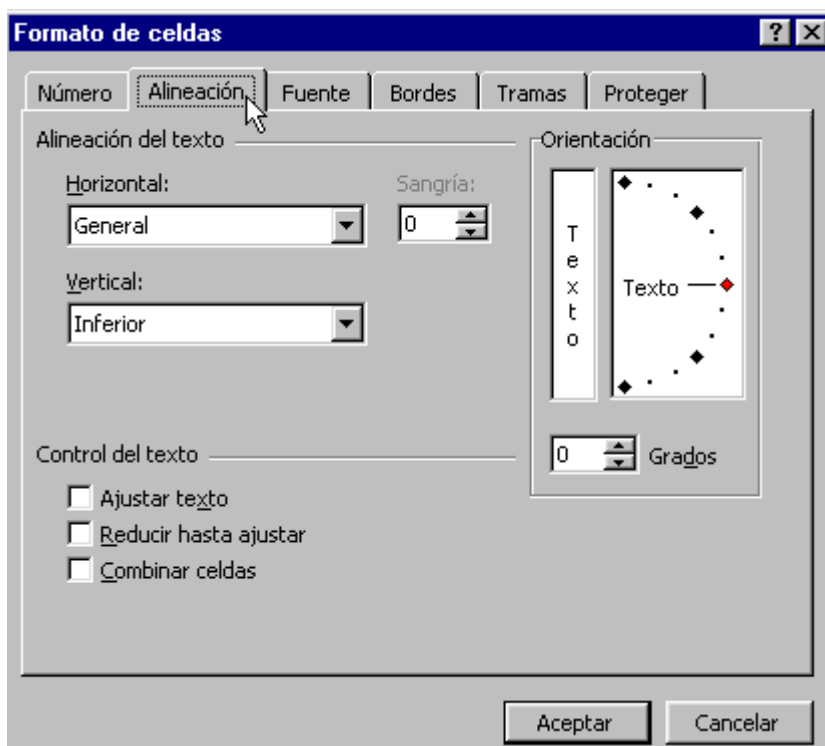 Formato de celdas
Número Alineación Fuente Bordes Tramas Proteger
Alineación del texto
Horizontal:
Sangría:
General
0
Vertical:
Inferior
Orientación
T
e
x
t
o
Texto
0 Grados
Control del texto
Ajustar texto
Reducir hasta ajustar
Combinar celdas
Aceptar Cancelar